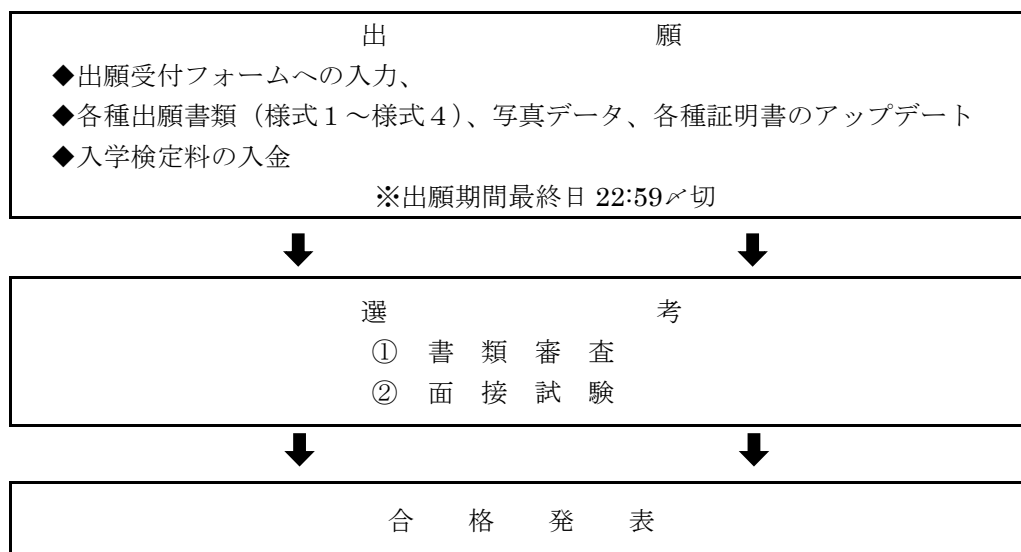 出願
◆出願受付フォームへの入力、
◆各種出願書類（様式１～様式４）、写真データ、各種証明書のアップデート
◆入学検定料の入金
※出願期間最終日 22:59〆切
選考
① 書類審査
② 面接試験
合格発表